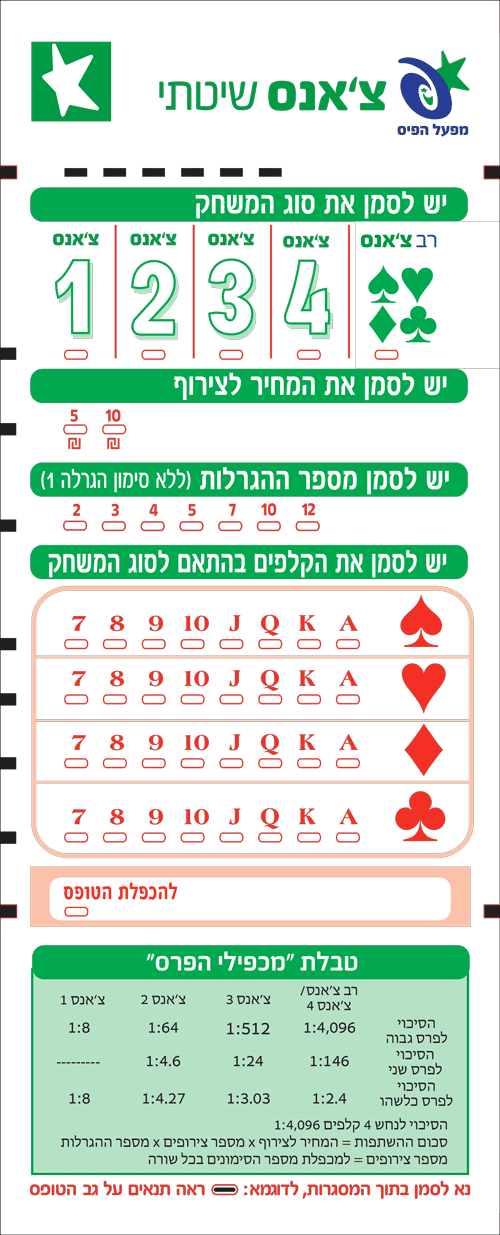 צ'אנס שיטתי
מפעל הפיס
יש לסמן את סוג המשחק
רב צ'אנס צ'אנס צ'אנס צ'אנס צ'אנס
4 3 2 1
יש לסמן את המחיר לצירוף
5 10
₪ ₪
יש לסמן מספר ההגרלות (ללא סימון הגרלה 1)
2 3 4 5 7 10 12
יש לסמן את הקלפים בהתאם לסוג המשחק
7 8 9 10 J Q K A
7 8 9 10 J Q K A
7 8 9 10 J Q K A
7 8 9 10 J Q K A
להכפלת הטופס
טבלת "מכפילי הפרס"
רב צ'אנס/ צ'אנס 3 צ'אנס 2 צ'אנס 1
צ'אנס 4
הסיכוי
לפרס גבוה
1:4,096 1:512 1:64 1:8
הסיכוי
לפרס שני
1:146 1:24 1:4.6 ---------
הסיכוי
לפרס כלשהו
1:2.4 1:3.03 1:4.27 1:8
הסיכוי לנחש 4 קלפים 1:4,096
סכום ההשתפות = המחיר לצירוף x מספר צירופים x מספר ההגרלות
מספר צירופים = למכפלת מספר הסימונים בכל שורה
נא לסמן בתוך המסגרות, לדוגמא: ראה תנאים על גב הטופס